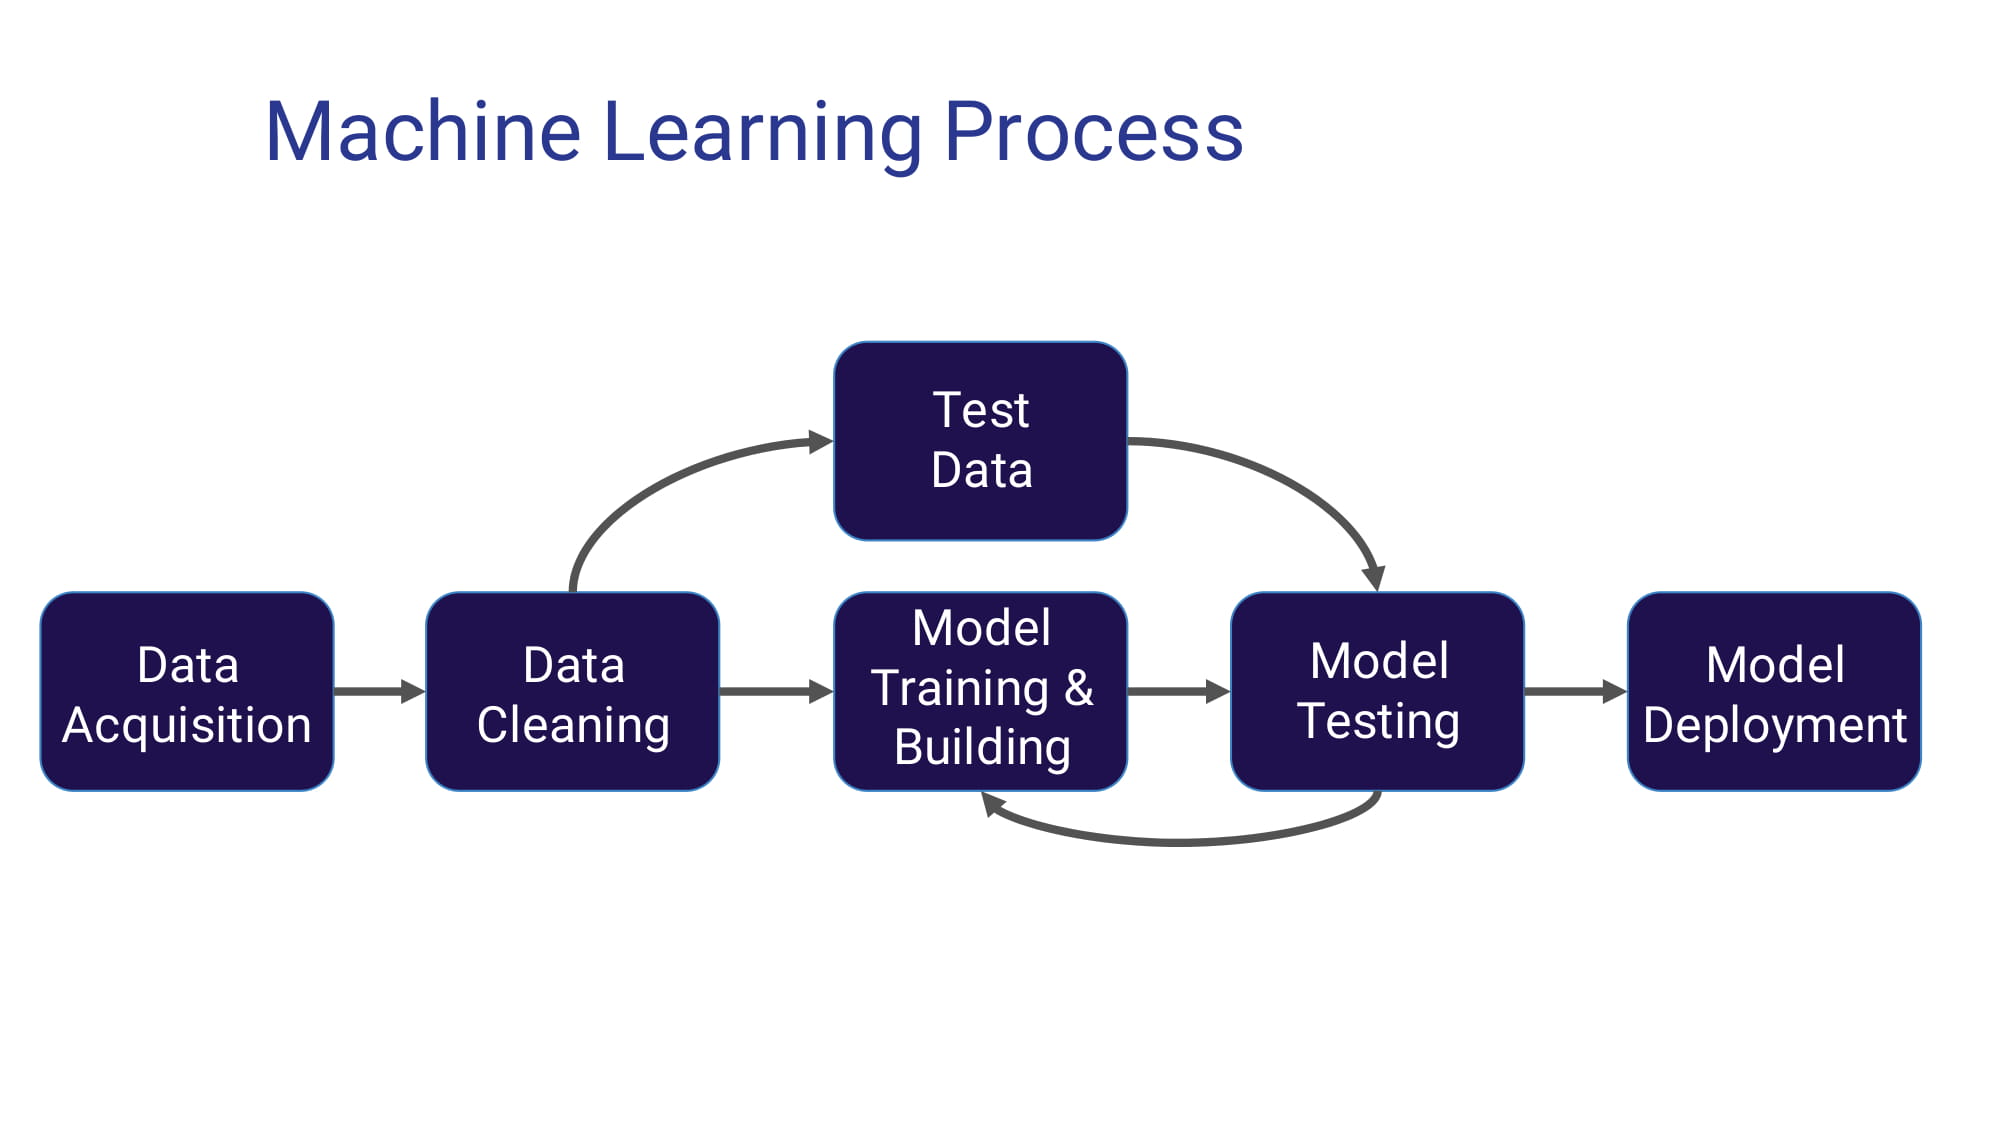 Machine Learning Process
Test
Data
Data
Acquisition
Data
Cleaning
Model
Training &
Building
Model
Testing
Model
Deployment